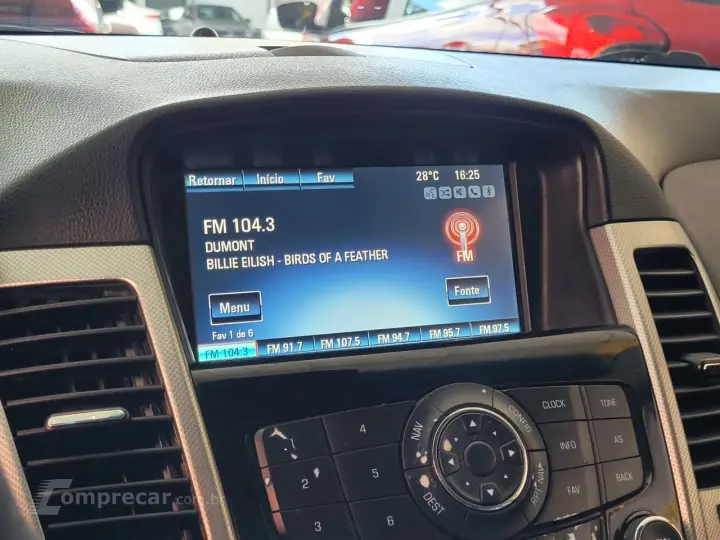 Retornar Início Fav
28°C 16:25
FM 104.3
DUMONT
BILLIE EILISH - BIRDS OF A FEATHER
FM
Menu
Fonte
Fav 1 de 6
FM 104.3 FM 91.7 FM 107.5 FM 94.7 FM 95.7 FM 97.5
1 4 NAV CONFIG CLOCK TONE
2 5 INFO AS
3 6 DEST RPT NAV FAV BACK
Comprecar.com.br